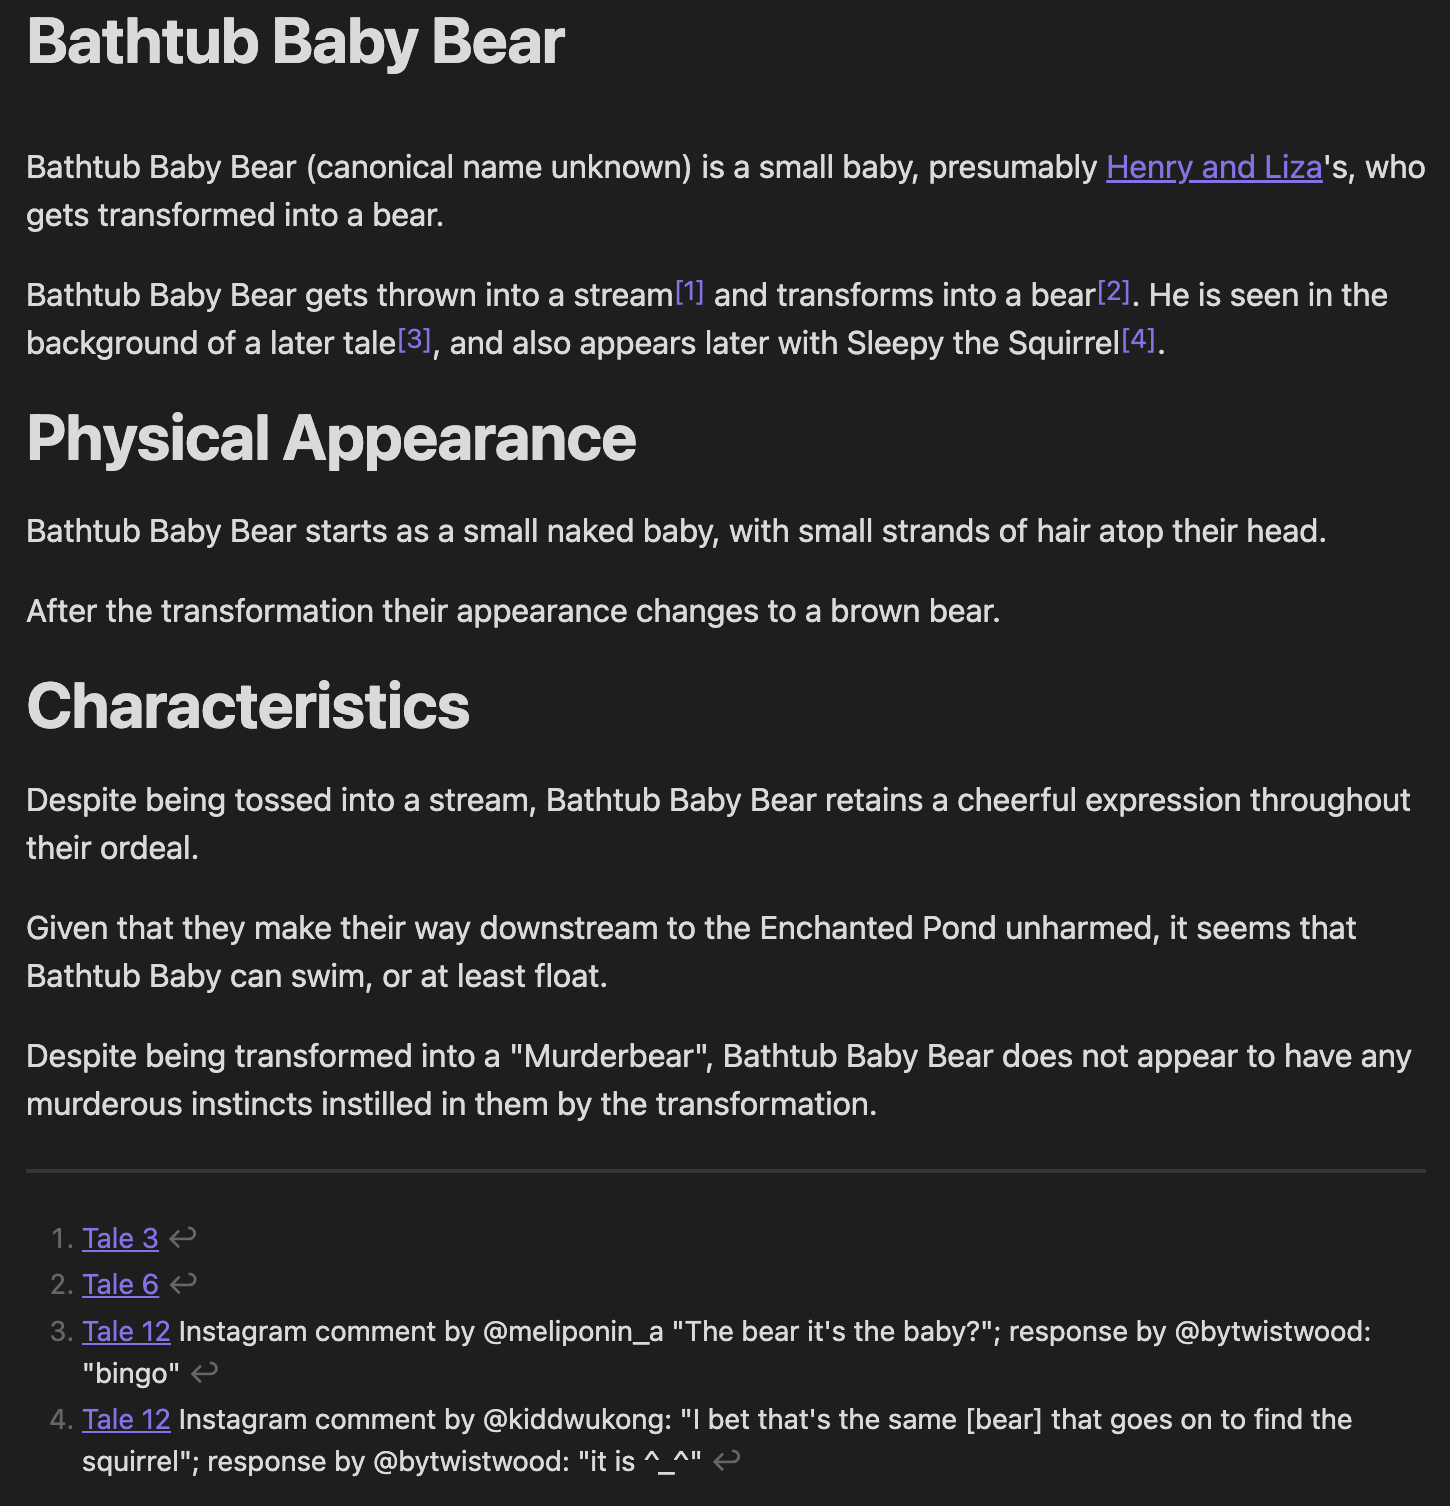 Bathtub Baby Bear
Bathtub Baby Bear (canonical name unknown) is a small baby, presumably Henry and Liza's, who
gets transformed into a bear.
Bathtub Baby Bear gets thrown into a stream[1] and transforms into a bear[2]. He is seen in the
background of a later tale[3], and also appears later with Sleepy the Squirrel[4].
Physical Appearance
Bathtub Baby Bear starts as a small naked baby, with small strands of hair atop their head.
After the transformation their appearance changes to a brown bear.
Characteristics
Despite being tossed into a stream, Bathtub Baby Bear retains a cheerful expression throughout
their ordeal.
Given that they make their way downstream to the Enchanted Pond unharmed, it seems that
Bathtub Baby can swim, or at least float.
Despite being transformed into a "Murderbear", Bathtub Baby Bear does not appear to have any
murderous instincts instilled in them by the transformation.
1. Tale 3 ↩
2. Tale 6 ↩
3. Tale 12 Instagram comment by @meliponin_a "The bear it's the baby?"; response by @bytwistwood:
"bingo" ↩
4. Tale 12 Instagram comment by @kiddwukong: "I bet that's the same [bear] that goes on to find the
squirrel"; response by @bytwistwood: "it is ^_^" ↩